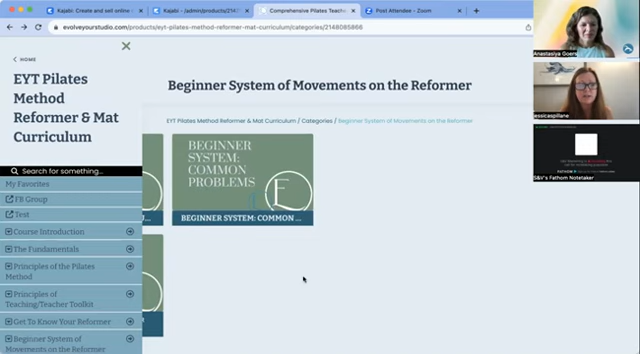 Kajabi: Create and sell online
Kajabi - /admin/products/2147
Comprehensive Pilates Teache
Post Attendee - Zoom
evolveyourstudio.com/products/eyt-pilates-method-reformer-mat-curriculum/categories/2148085866
HOME
EYT Pilates
Method
Reformer & Mat
Curriculum
Search for something...
My Favorites
FB Group
Test
Course Introduction
The Fundamentals
Principles of the Pilates
Method
Principles of
Teaching/Teacher Toolkit
Get To Know Your Reformer
Beginner System of
Movements on the Reformer
Beginner System of Movements on the Reformer
EYT Pilates Method Reformer & Mat Curriculum / Categories / Beginner System of Movements on the Reformer
BEGINNER
SYSTEM:
COMMON
PROBLEMS
E
BEGINNER SYSTEM: COMMON ...
Anastasiya Goers
jessicaspillane
FATHOM
S&V's Fathom Notetaker